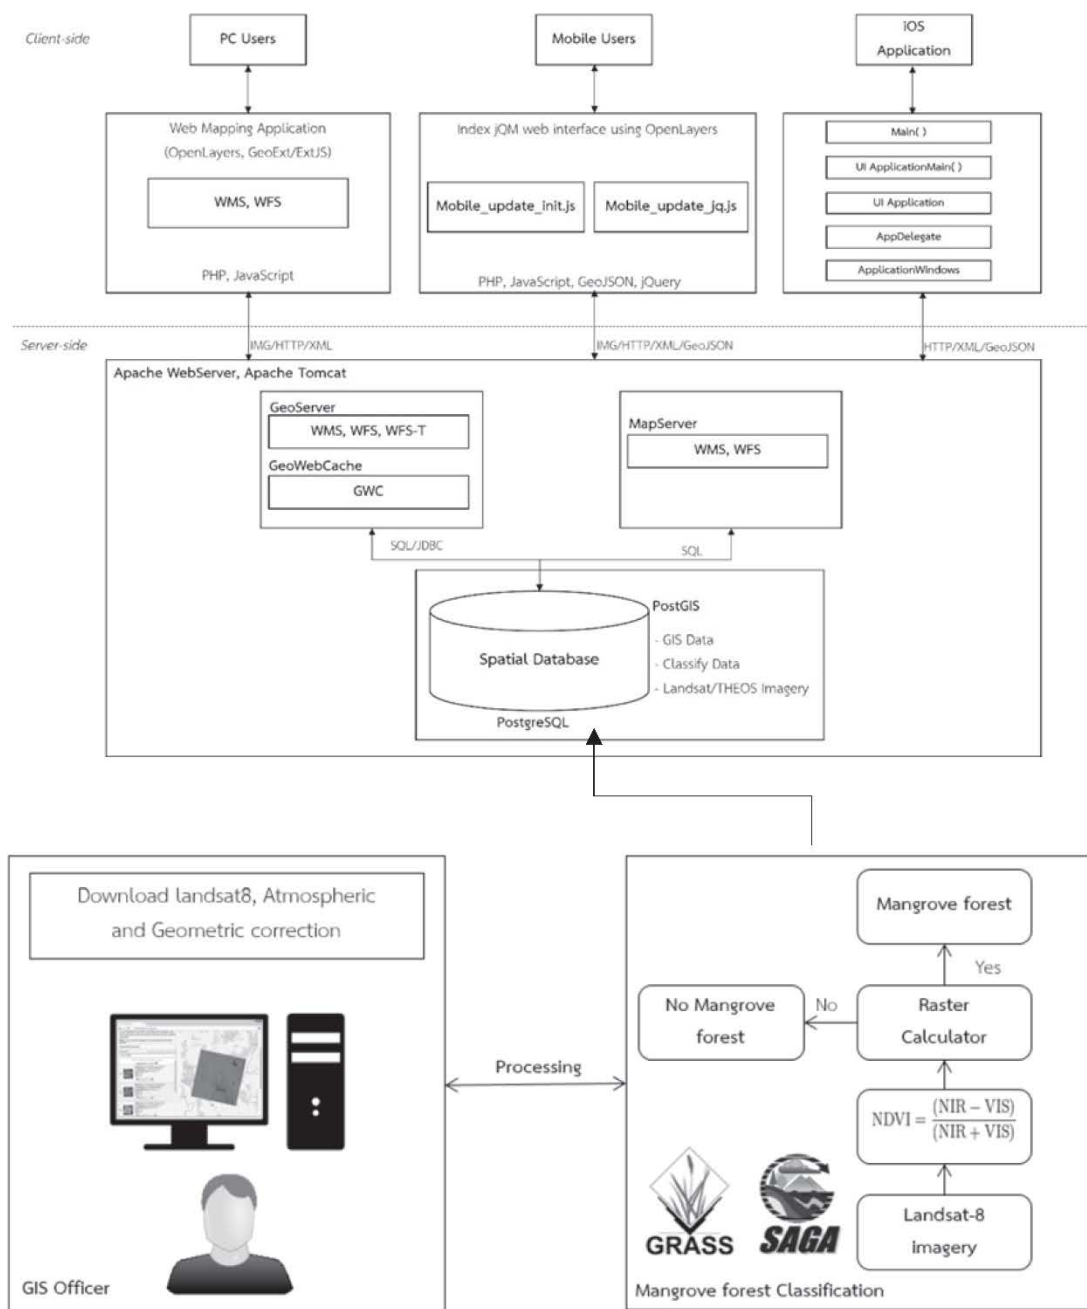 Client-side
PC Users
Mobile Users
iOS
Application
Web Mapping Application
(OpenLayers, GeoExt/ExtJS)
WMS, WFS
PHP, JavaScript
Index jQM web interface using OpenLayers
Mobile_update_init.js
Mobile_update_jq.js
PHP, JavaScript, GeoJSON, jQuery
Main( )
UI ApplicationMain( )
UI Application
AppDelegate
ApplicationWindows
Server-side
IMG/HTTP/XML
IMG/HTTP/XML/GeoJSON
HTTP/XML/GeoJSON
Apache WebServer, Apache Tomcat
GeoServer
WMS, WFS, WFS-T
GeoWebCache
GWC
MapServer
WMS, WFS
SQL/JDBC
SQL
Spatial Database
PostgreSQL
PostGIS
- GIS Data
- Classify Data
- Landsat/THEOS Imagery
Download landsat8, Atmospheric
and Geometric correction
GIS Officer
Processing
Mangrove forest
Yes
No Mangrove
forest
No
Raster
Calculator
NDVI = (NIR − VIS)
(NIR + VIS)
Landsat-8
imagery
GRASS
SAGA
Mangrove forest Classification